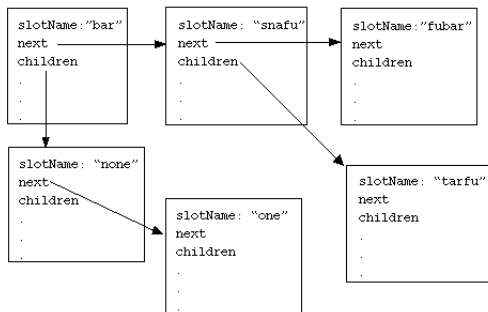 slotName:"bar"
next
children
.
.
.
slotName: “snafu”
next
children
.
.
.
slotName: “fubar”
next
children
.
.
.
slotName: “none”
next
children
.
.
.
slotName: “one”
next
children
.
.
.
slotName: “tarfu”
next
children
.
.
.